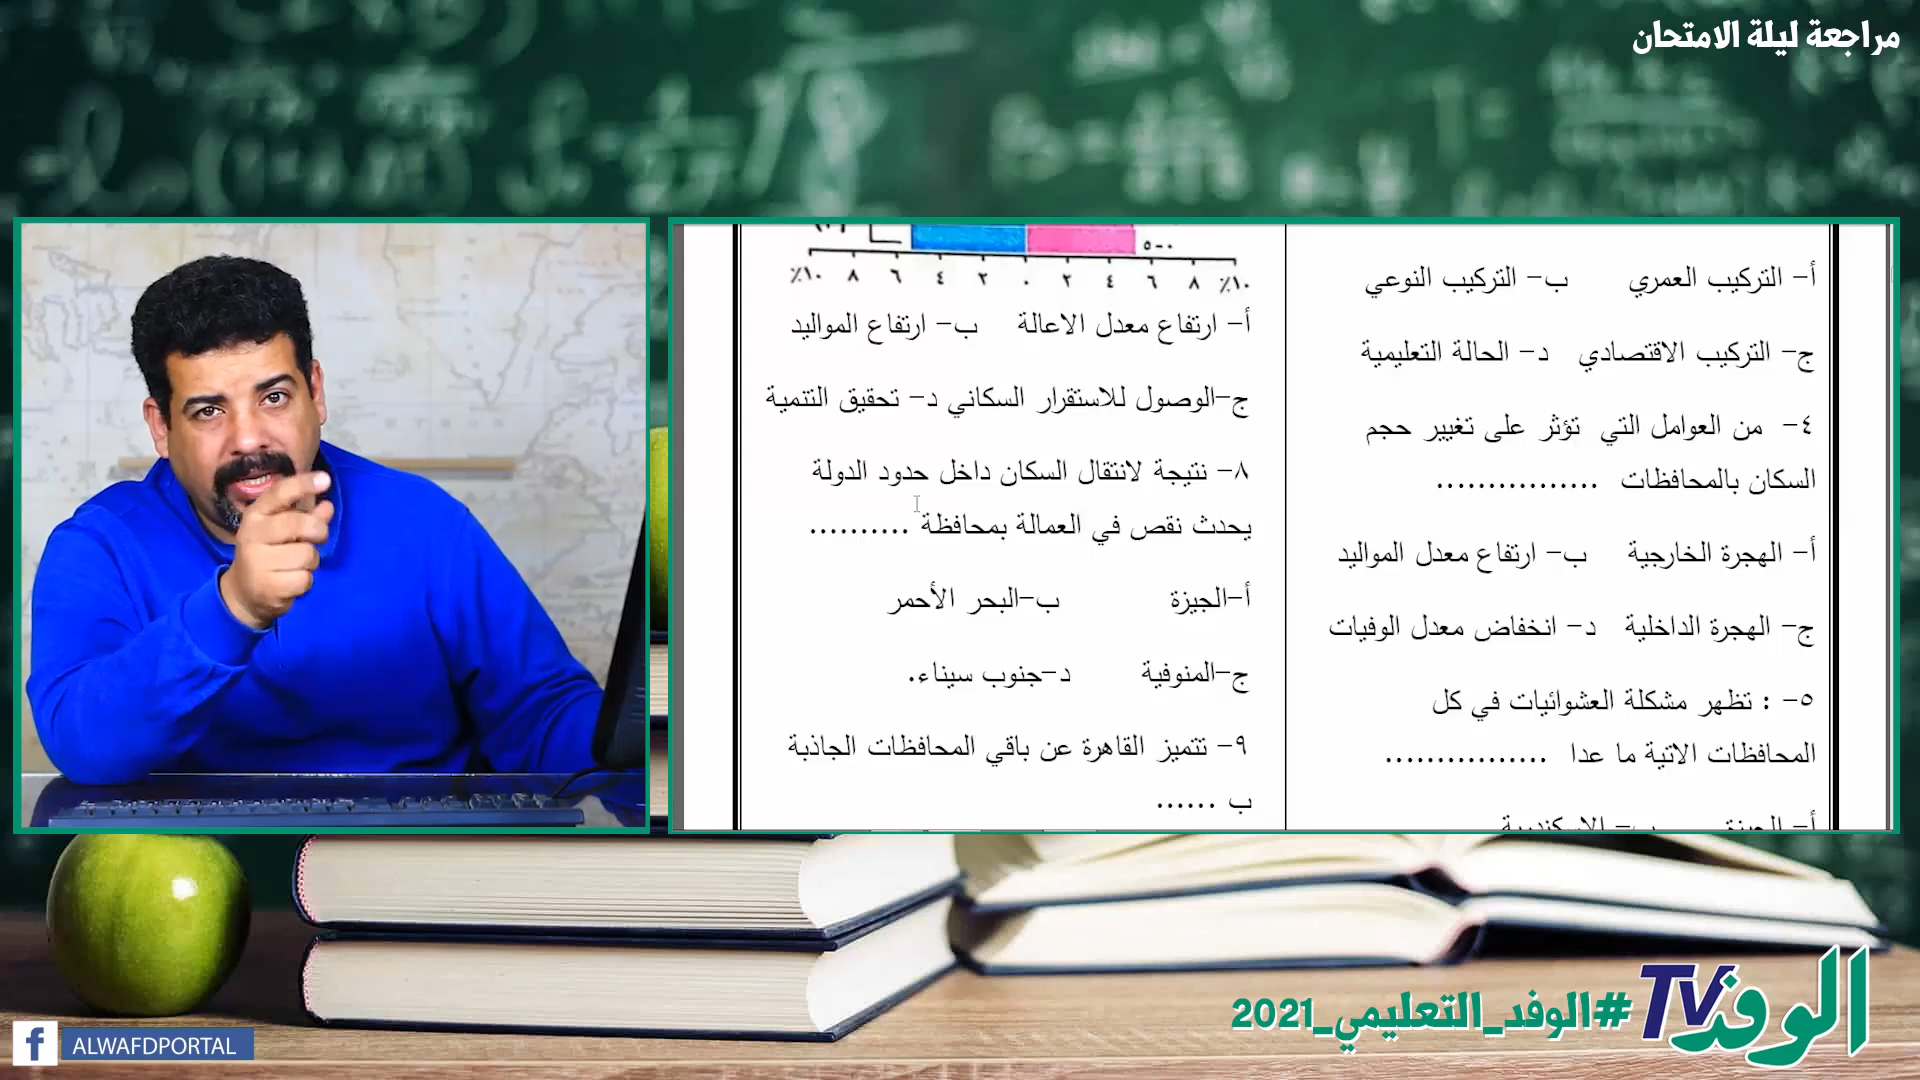 مراجعة ليلة الامتحان
أ- التركيب العمري ب- التركيب النوعي
ج- التركيب الاقتصادي د- الحالة التعليمية
٤- من العوامل التي تؤثر على تغيير حجم
السكان بالمحافظات ................
أ- الهجرة الخارجية ب- ارتفاع معدل المواليد
ج- الهجرة الداخلية د- انخفاض معدل الوفيات
٥- : تظهر مشكلة العشوائيات في كل
المحافظات الاتية ما عدا ................
أ- الجيزة ب- الاسكندرية
٥-٠
٪١٠ ٨ ٦ ٤ ٢ ٠ ٢ ٤ ٦ ٨ ٪١٠
أ- ارتفاع معدل الاعالة ب- ارتفاع المواليد
ج-الوصول للاستقرار السكاني د- تحقيق التنمية
٨- نتيجة لانتقال السكان داخل حدود الدولة
يحدث نقص في العمالة بمحافظة ..........
أ-الجيزة ب-البحر الأحمر
ج-المنوفية د-جنوب سيناء.
٩- تتميز القاهرة عن باقي المحافظات الجاذبة
ب ......
الوفد TV
#الوفد_التعليمي_2021
f ALWAFDPORTAL